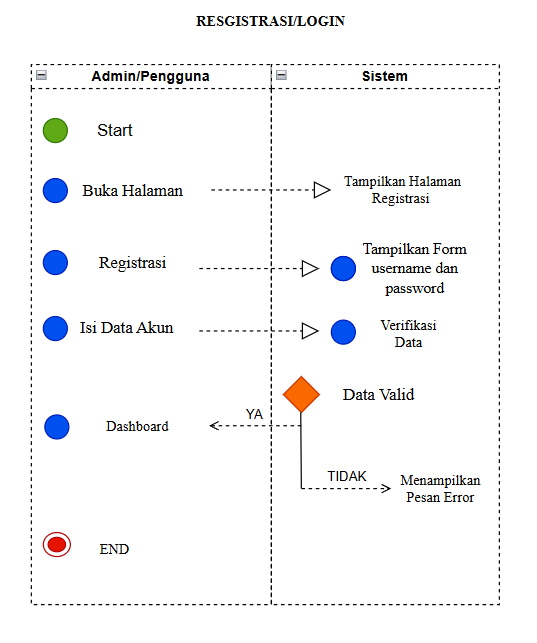 RESGISTRASI/LOGIN
Admin/Pengguna
Sistem
Start
Buka Halaman
Tampilkan Halaman
Registrasi
Registrasi
Tampilkan Form
username dan
password
Isi Data Akun
Verifikasi
Data
Data Valid
YA
Dashboard
TIDAK
Menampilkan
Pesan Error
END